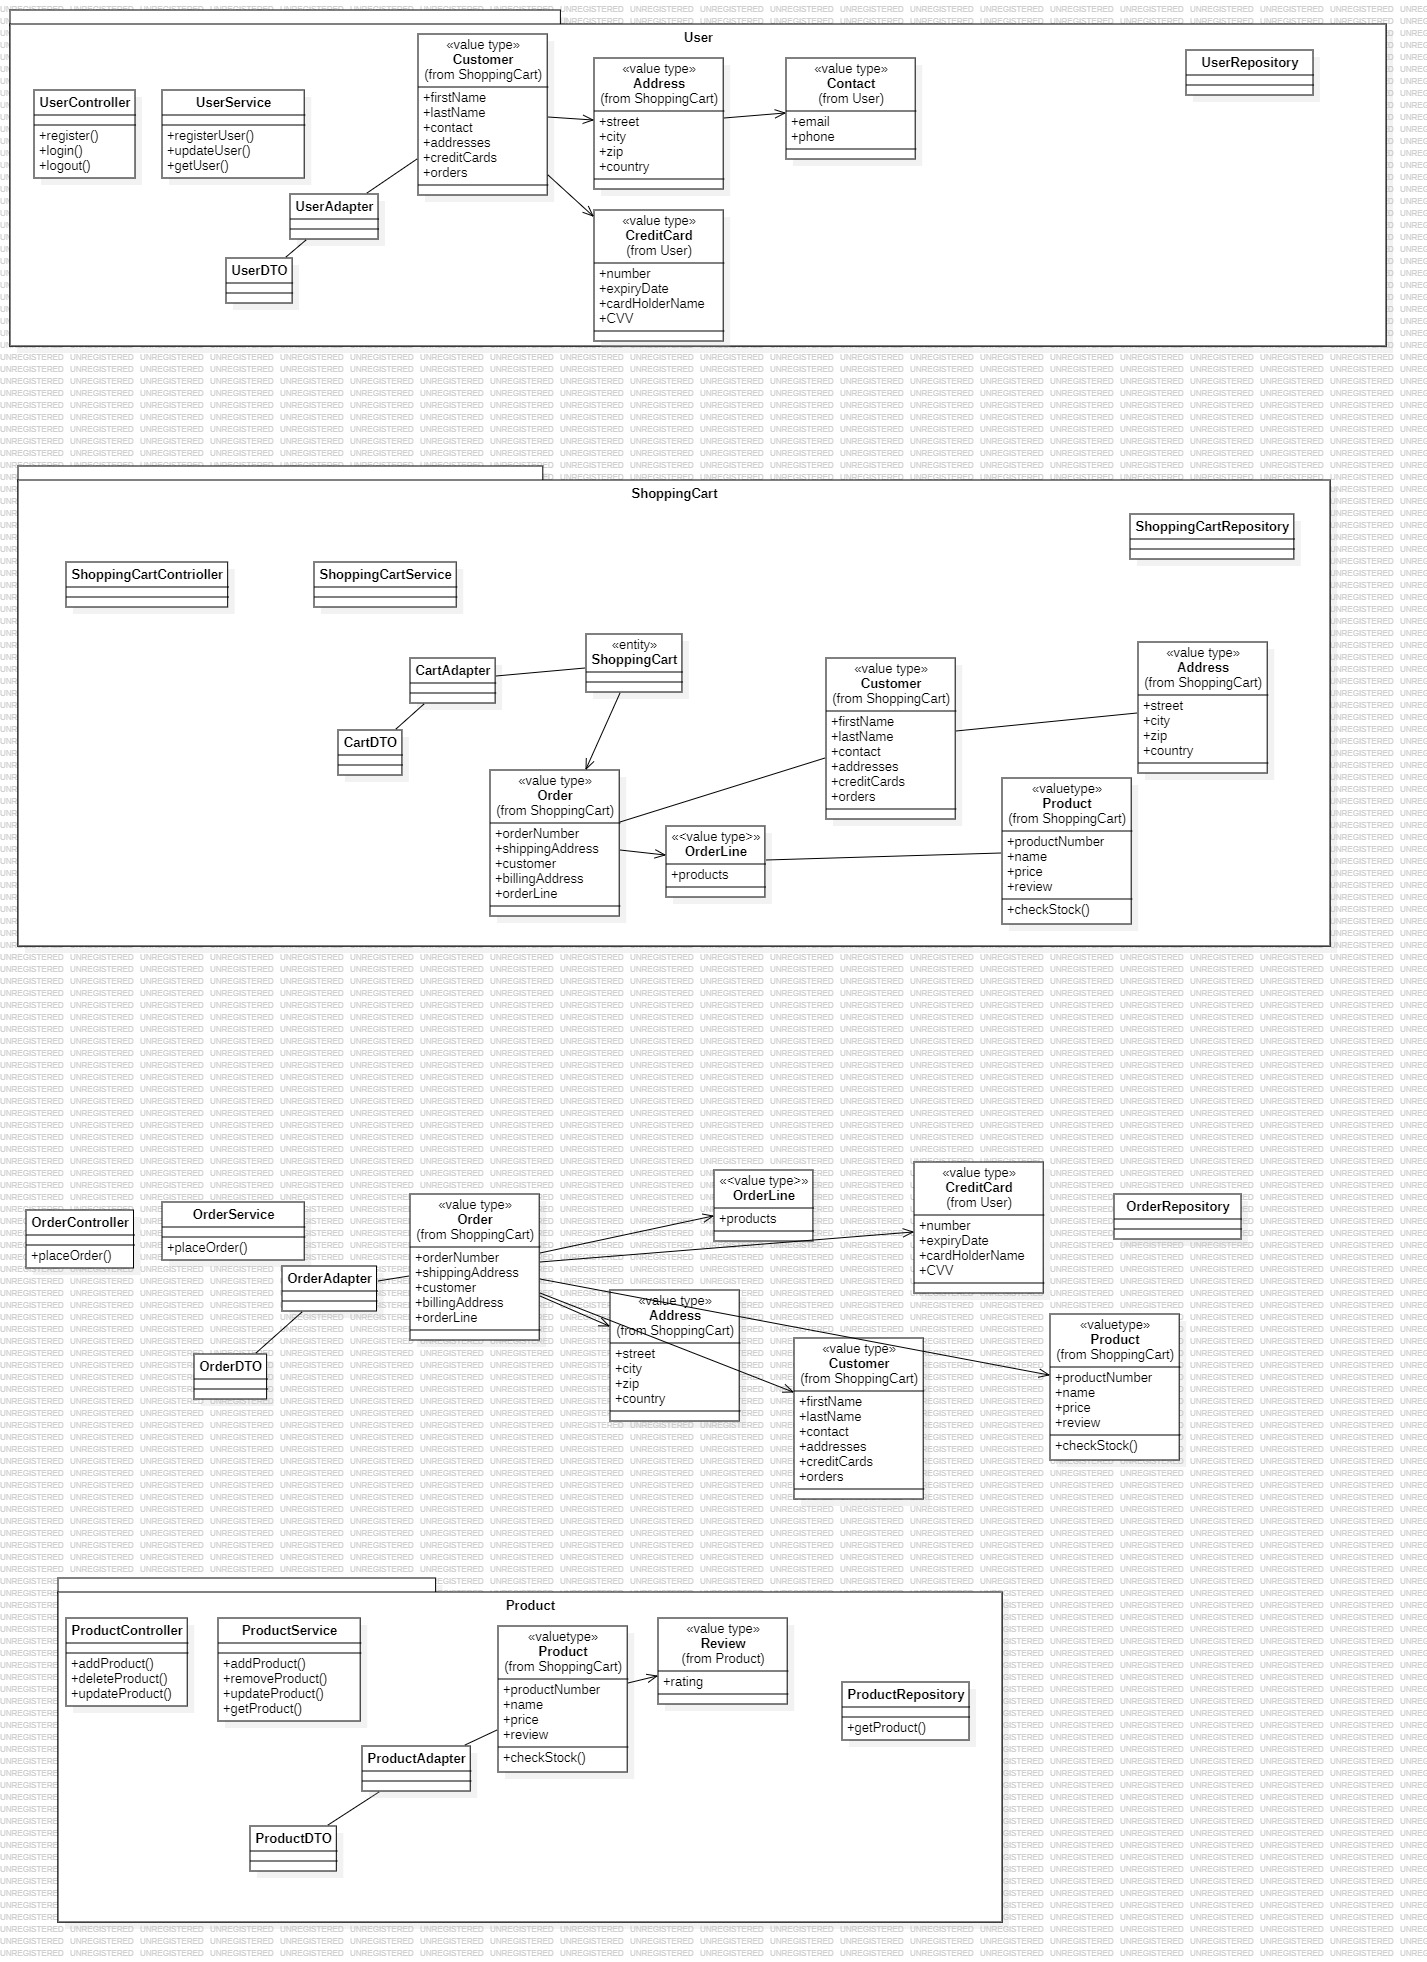 User
«value type»
Customer
(from ShoppingCart)
+firstName
+lastName
+contact
+addresses
+creditCards
+orders
«value type»
Address
(from ShoppingCart)
+street
+city
+zip
+country
«value type»
Contact
(from User)
+email
+phone
UserRepository
UserController
+register()
+login()
+logout()
UserService
+registerUser()
+updateUser()
+getUser()
UserAdapter
UserDTO
«value type»
CreditCard
(from User)
+number
+expiryDate
+cardHolderName
+CVV
ShoppingCart
ShoppingCartRepository
ShoppingCartContrioller
ShoppingCartService
«entity»
ShoppingCart
CartAdapter
CartDTO
«value type»
Customer
(from ShoppingCart)
+firstName
+lastName
+contact
+addresses
+creditCards
+orders
«value type»
Address
(from ShoppingCart)
+street
+city
+zip
+country
«value type»
Order
(from ShoppingCart)
+orderNumber
+shippingAddress
+customer
+billingAddress
+orderLine
«<value type>»
OrderLine
+products
«valuetype»
Product
(from ShoppingCart)
+productNumber
+name
+price
+review
+checkStock()
OrderController
+placeOrder()
OrderService
+placeOrder()
OrderAdapter
OrderDTO
«value type»
Order
(from ShoppingCart)
+orderNumber
+shippingAddress
+customer
+billingAddress
+orderLine
«<value type>»
OrderLine
+products
«value type»
CreditCard
(from User)
+number
+expiryDate
+cardHolderName
+CVV
OrderRepository
«value type»
Address
(from ShoppingCart)
+street
+city
+zip
+country
«value type»
Customer
(from ShoppingCart)
+firstName
+lastName
+contact
+addresses
+creditCards
+orders
«valuetype»
Product
(from ShoppingCart)
+productNumber
+name
+price
+review
+checkStock()
Product
ProductController
+addProduct()
+deleteProduct()
+updateProduct()
ProductService
+addProduct()
+removeProduct()
+updateProduct()
+getProduct()
«valuetype»
Product
(from ShoppingCart)
+productNumber
+name
+price
+review
+checkStock()
«value type»
Review
(from Product)
+rating
ProductRepository
+getProduct()
ProductAdapter
ProductDTO
UNREGISTERED